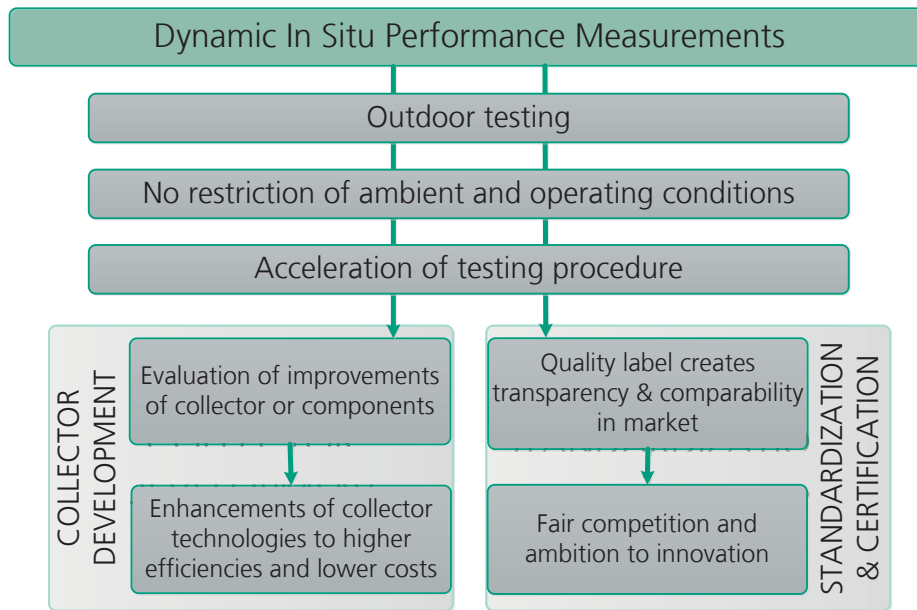 Dynamic In Situ Performance Measurements
Outdoor testing
No restriction of ambient and operating conditions
Acceleration of testing procedure
COLLECTOR
DEVELOPMENT
Evaluation of improvements
of collector or components
Enhancements of collector
technologies to higher
efficiencies and lower costs
Quality label creates
transparency & comparability
in market
Fair competition and
ambition to innovation
STANDARDIZATION
& CERTIFICATION